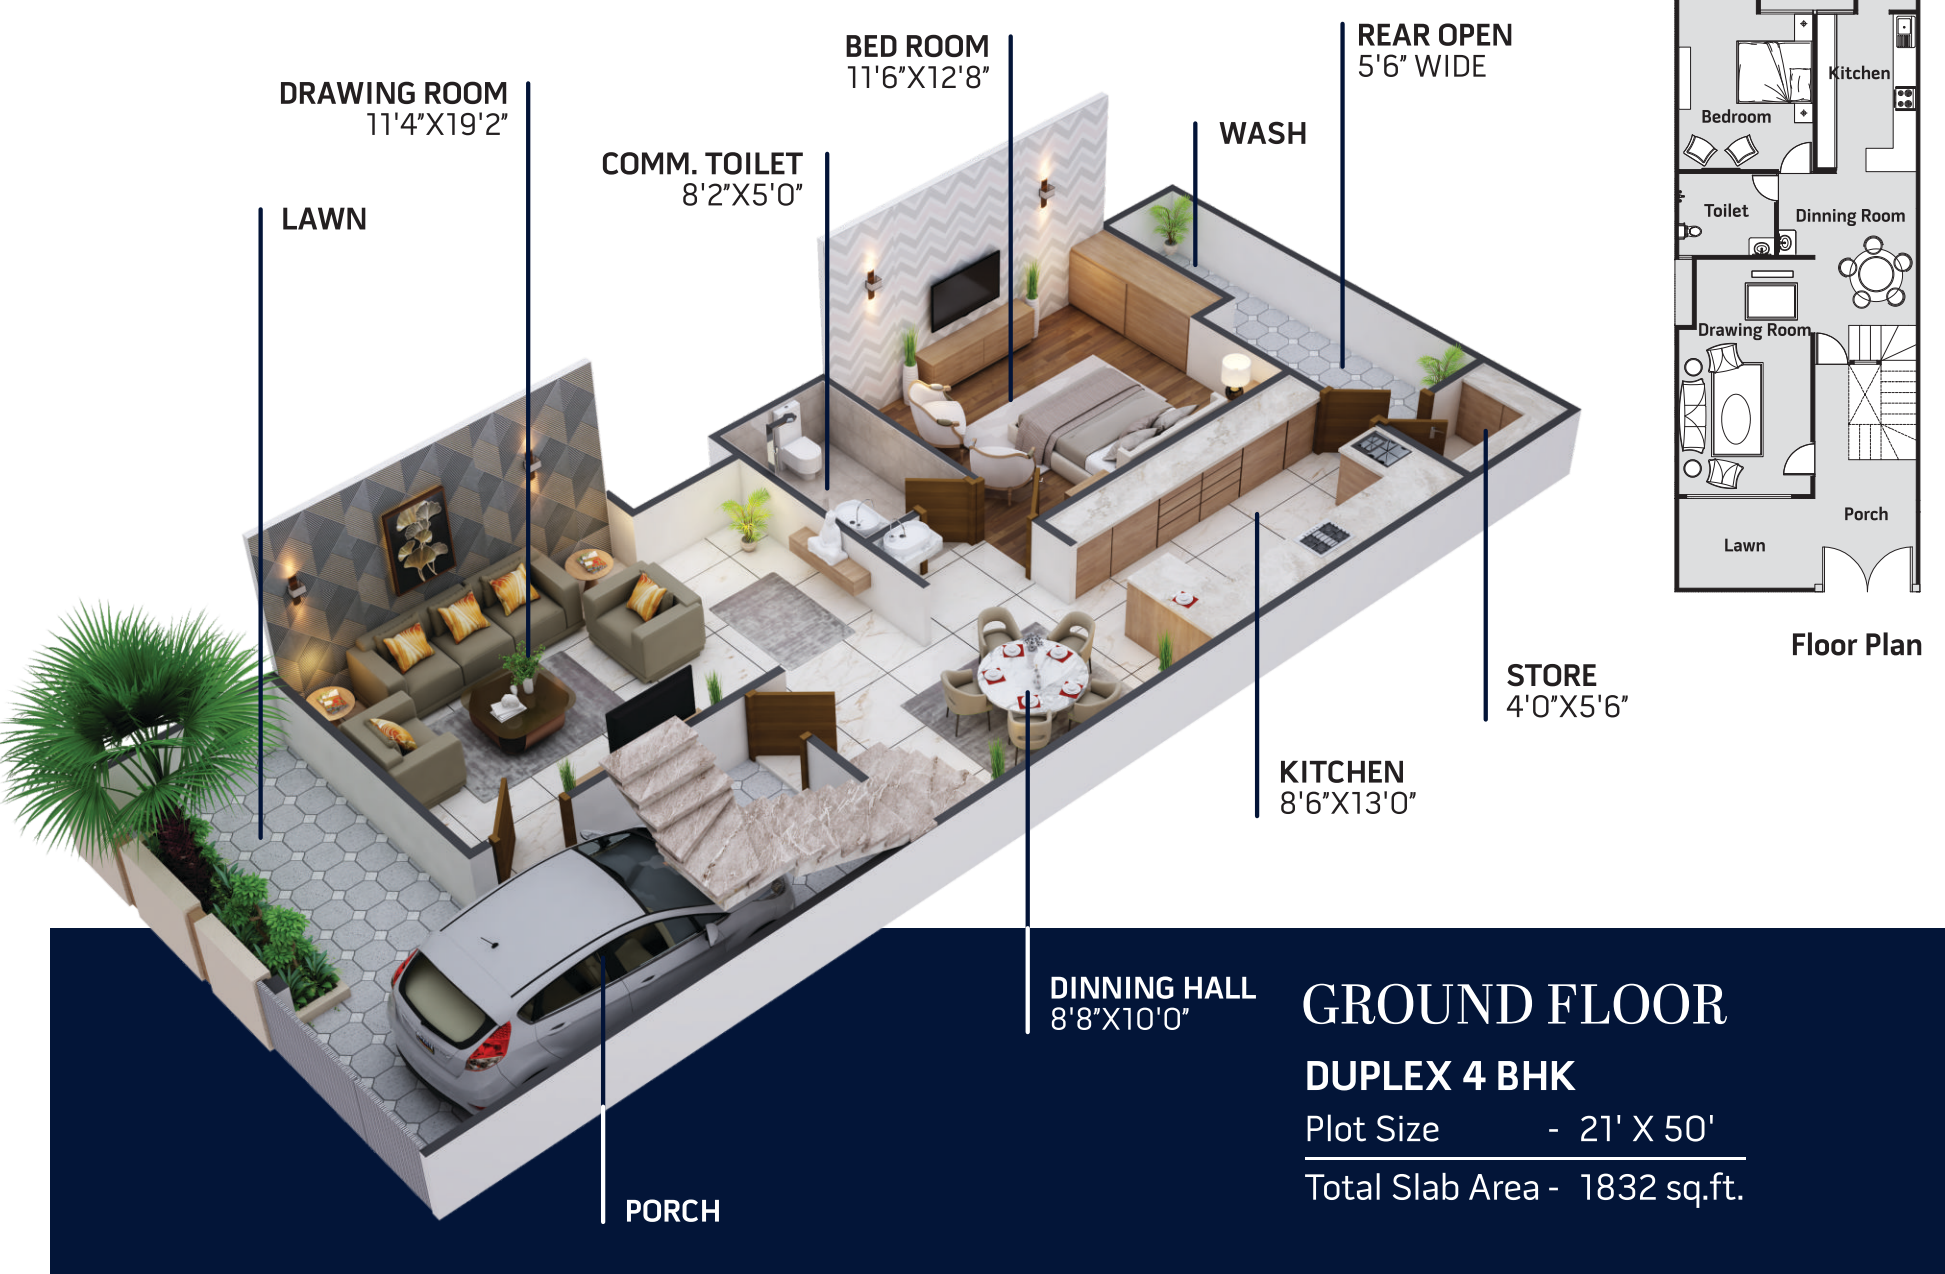 REAR OPEN
5'6" WIDE
BED ROOM
11'6"X12'8"
DRAWING ROOM
11'4"X19'2"
WASH
COMM. TOILET
8'2"X5'0"
LAWN
Kitchen
Bedroom
Toilet
Dinning Room
Drawing Room
Porch
Lawn
Floor Plan
STORE
4'0"X5'6"
KITCHEN
8'6"X13'0"
DINNING HALL
8'8"X10'0"
PORCH
GROUND FLOOR
DUPLEX 4 BHK
Plot Size - 21' X 50'
Total Slab Area - 1832 sq.ft.